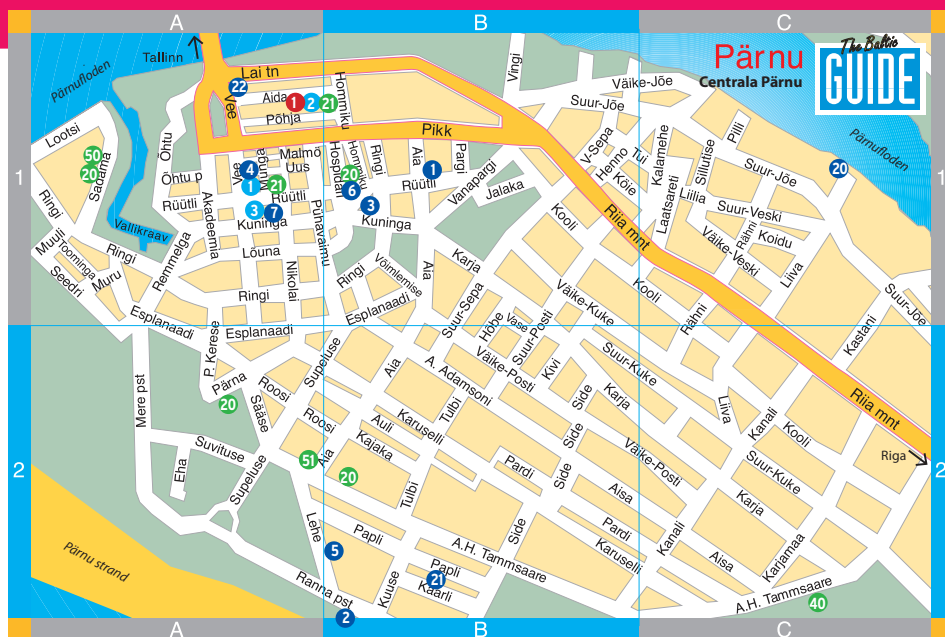 A
B
C
Tallinn
Pärnufloden
Lai tn
Vingi
Pärnu
Centrala Pärnu
The Baltic
GUIDE
22
Vee
Aida
1
2
21
Hommiku
Põhja
Pikk
Väike-Jõe
Suur-Jõe
Pärnufloden
Lootsi
50
20
Sadama
Õhtu
Õhtu p
Rüütli
Vallikraav
Akadeemia
Vee
4
1
Munga
Malmö
Uus
21
Rüütli
3
7
Kuninga
Lõuna
Nikolai
Pühavaimu
Hospidali
Hommiku
20
6
Ringi
Aia
1
Rüütli
3
Kuninga
Pargi
Vanapargi
Jalaka
V-Sepa
Henno
Tui
Kõie
Kalamehe
Laatsareti
Sillutise
Pilli
Liilia
Suur-Jõe
20
Suur-Veski
Rähni
Koidu
Väike-Veski
Liiva
Riia mnt
Kooli
1
1
Ringi
Muuli
Toominga
Seedri
Muru
Ringi
Remmelga
Esplanaadi
Ringi
Esplanaadi
Ringi
Võimlemise
Esplanaadi
Aia
Karja
Suur-Sepa
Hõbe
Vase
Suur-Posti
Väike-Kuke
Kooli
Rähni
Suur-Jõe
Kastani
P. Kerese
Pärna
20
Roosi
Supeluse
Aia
A. Adamsoni
Väike-Posti
Kivi
Side
Suur-Kuke
Karja
Liiva
Kanali
Kooli
Riia mnt
Riga
Mere pst
Sääse
Roosi
Auli
Karuselli
Kajaka
Tulbi
Side
Väike-Posti
Suur-Kuke
2
2
Suvituse
Eha
Supeluse
51
Aia
20
Tulbi
Pardi
Side
Aisa
Karja
Pardi
Kanali
Karuselli
Aisa
Karjamaa
Lehe
Papli
Side
A.H. Tammsaare
5
Papli
21
Kaarli
Kuuse
Pärnu strand
Ranna pst
2
A.H. Tammsaare
40
A
B
C